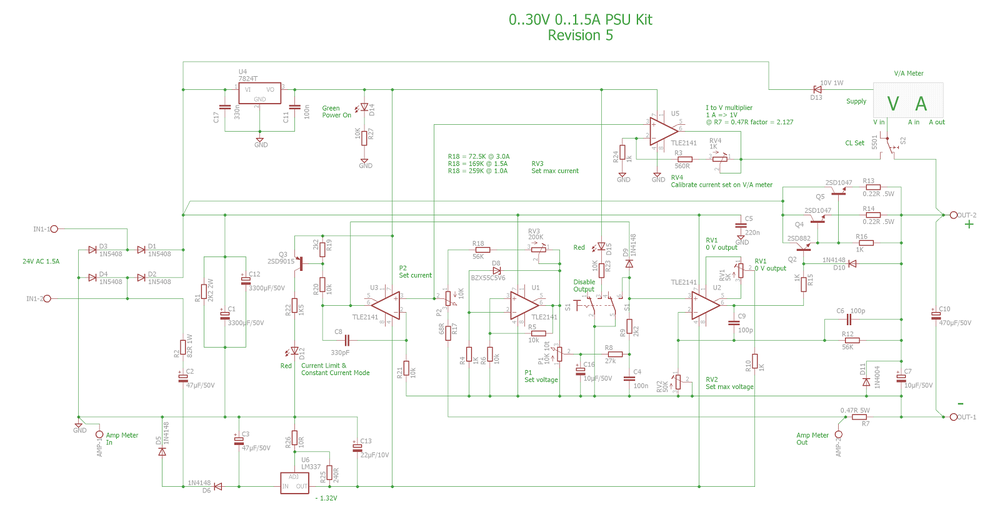 0..30V 0..1.5A PSU Kit
Revision 5
U4
7824T
VI
VO
GND
C17
330n
C11
100n
GND
Green
Power On
D14
10K
R27
GND
10V 1W
D13
V/A Meter
Supply
V A
V in
A in
A out
I to V multiplier
1 A => 1V
@ R7 = 0.47R factor = 2.127
U5
TLE2141
R24
1k
GND
GND
R3
560R
RV4
1K
RV4
Calibrate current set on V/A meter
CL Set
S501
S2
R18 = 72.5K @ 3.0A
R18 = 169K @ 1.5A
R18 = 259K @ 1.0A
RV3
Set max current
Q5
2SD1047
R13
0.22R .5W
2SD1047
R14
0.22R .5W
Q4
2SD882
Q2
R16
1K
1N4148
D10
R15
1K
OUT-2
+
IN1-1
24V AC 1.5A
IN1-2
D3
1N5408
D1
1N5408
D4
1N5408
D2
1N5408
R1
2K2 2W
C12
3300µF/50V
C1
3300µF/50V
R2
82R 1W
C2
47µF/50V
Q3
2SD9015
2K2
R19
R20
10k
R22
1K5
D12
Red
Current Limit &
Constant Current Mode
C8
330pF
U3
TLE2141
P2
Set current
R21
10k
P2
10K
68R
R17
R18
56K
RV3
200K
D8
BZX55C5V6
U1
TLE2141
R4
1K
R6
10k
R5
10k
P1
10K 10t
P1
Set voltage
C16
10µF/50V
R8
27k
Red
D15
1K
R23
Disable
Output
S1
S1
D9
1N4148
R9
2K2
C4
100n
C5
220n
GND
RV1
0 V output
RV1
5K
RV1
0 V output
U2
TLE2141
C9
100p
RV2
50K
RV2
Set max voltage
R10
1K
C6
100p
R12
56K
D11
1N4004
C7
10µF/50V
C10
470µF/50V
-
OUT-1
0.47R 5W
R7
Amp Meter
Out
AMP-2
GND
Amp Meter
In
AMP-1
D5
1N4148
C3
47µF/50V
1N4148
D6
R26
10R
U6
LM337
ADJ
IN
OUT
R25
240R
C13
22µF/10V
- 1.32V